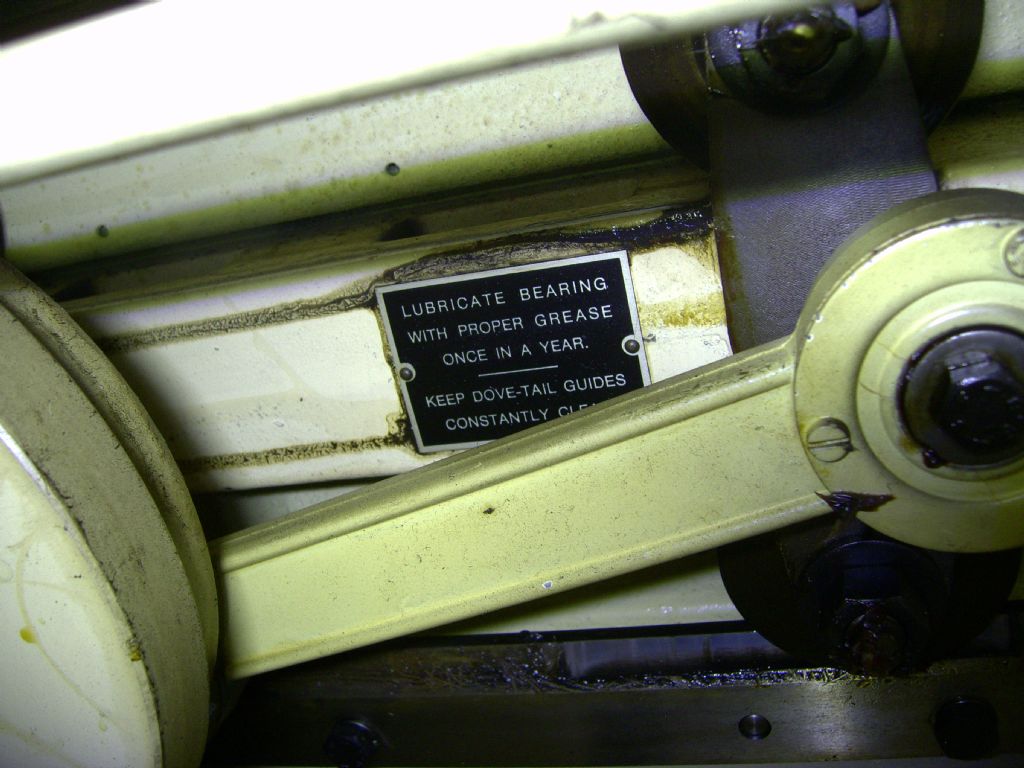 LUBRICATE BEARING
WITH PROPER GREASE
ONCE IN A YEAR.
KEEP DOVE-TAIL GUIDES
CONSTANTLY